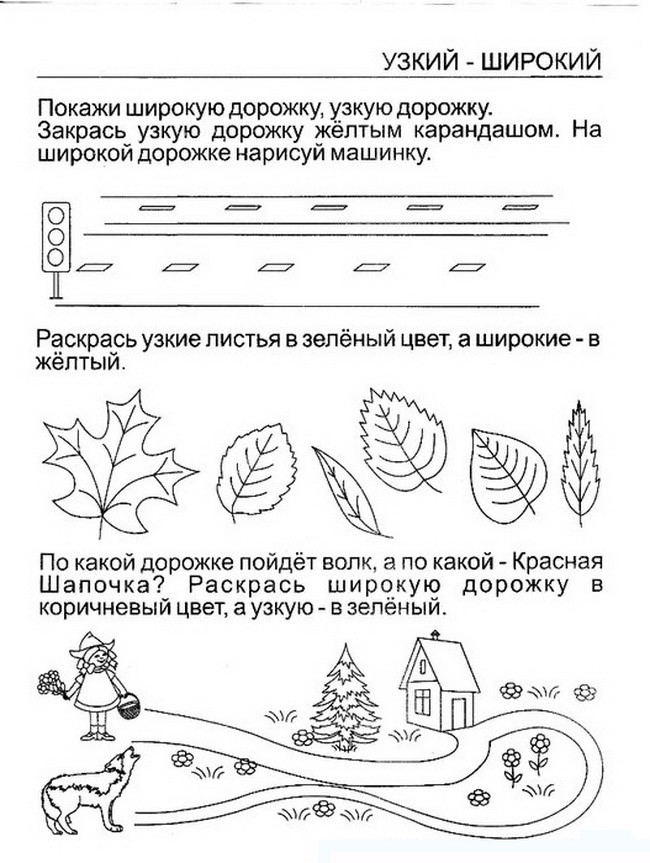 УЗКИЙ - ШИРОКИЙ
Покажи широкую дорожку, узкую дорожку.
Закрась узкую дорожку жёлтым карандашом. На
широкой дорожке нарисуй машинку.
Раскрась узкие листья в зелёный цвет, а широкие - в
жёлтый.
По какой дорожке пойдёт волк, а по какой - Красная
Шапочка? Раскрась широкую дорожку в
коричневый цвет, а узкую - в зелёный.